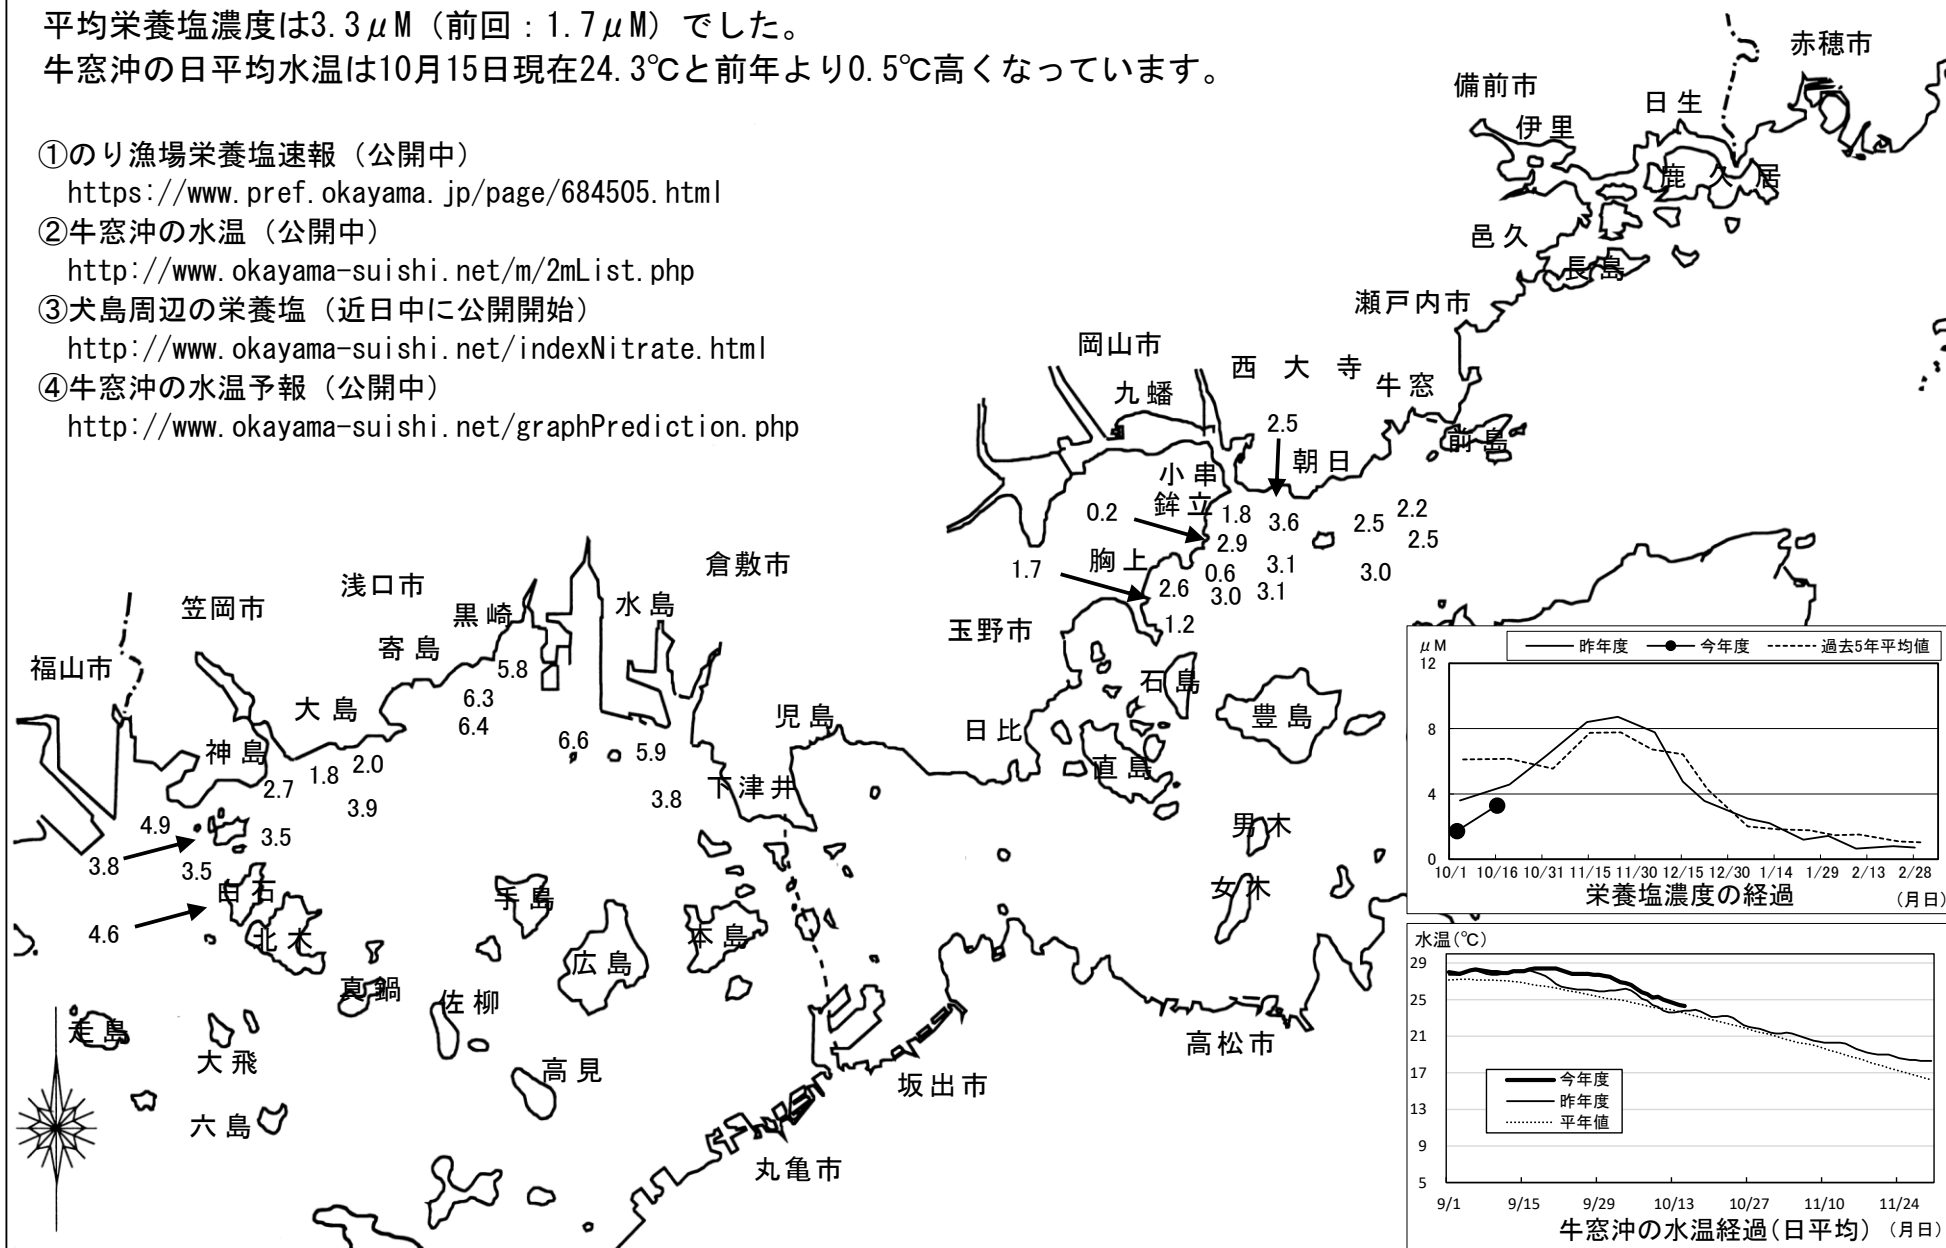 平均栄養塩濃度は3.3μM（前回：1.7μM）でした。
牛窓沖の日平均水温は10月15日現在24.3℃と前年より0.5℃高くなっています。
①のり漁場栄養塩速報（公開中）
https://www.pref.okayama.jp/page/684505.html
②牛窓沖の水温（公開中）
http://www.okayama-suishi.net/m/2mList.php
③犬島周辺の栄養塩（近日中に公開開始）
http://www.okayama-suishi.net/indexNitrate.html
④牛窓沖の水温予報（公開中）
http://www.okayama-suishi.net/graphPrediction.php
赤穂市
備前市
日生
伊里
鹿久居
邑久
長島
瀬戸内市
岡山市
西大寺
牛窓
九蟠
2.5
前島
朝日
小串
鉾立
0.2
1.8
3.6
2.5
2.2
2.9
2.5
胸上
1.7
3.1
0.6
3.0
2.6
3.0
3.1
1.2
倉敷市
浅口市
笠岡市
水島
黒崎
玉野市
寄島
福山市
5.8
石島
6.3
大島
児島
豊島
6.4
日比
6.6
5.9
神島
2.0
1.8
直島
2.7
下津井
3.8
3.9
4.9
3.5
男木
3.8
3.5
白石
手島
女木
4.6
北木
本島
広島
真鍋
佐柳
走島
高松市
大飛
高見
坂出市
六島
丸亀市
μM
昨年度 今年度 過去5年平均値
12
8
4
0
10/1 10/16 10/31 11/15 11/30 12/15 12/30 1/14 1/29 2/13 2/28
栄養塩濃度の経過 （月日）
水温(℃)
29
25
21
17
13
9
5
今年度
昨年度
平年値
9/1 9/15 9/29 10/13 10/27 11/10 11/24
牛窓沖の水温経過(日平均) （月日）